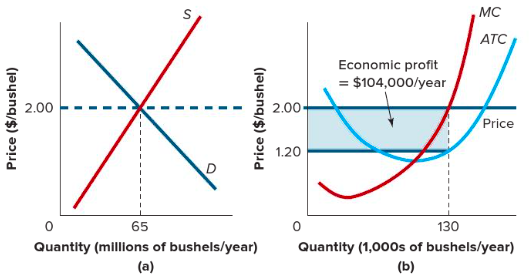 Price ($/bushel)
S
2.00
D
0
65
Quantity (millions of bushels/year)
(a)
Price ($/bushel)
MC
ATC
Economic profit
= $104,000/year
2.00
Price
1.20
0
130
Quantity (1,000s of bushels/year)
(b)